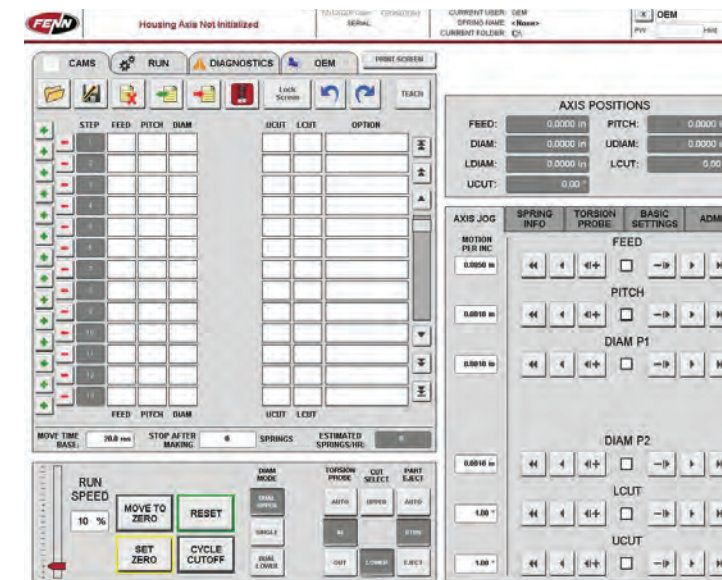 FENN
Housing Axis Not Initialized
SERIAL
CURRENT USER: OEM
SPRING NAME: <None>
CURRENT FOLDER: C:\
X OEM
PW: Hint
CAMS RUN DIAGNOSTICS OEM PRINT SCREEN
Lock Screen
TEACH
STEP FEED PITCH DIAM UCUT LCUT OPTION
1
2
3
4
5
6
7
8
9
10
11
12
13
FEED PITCH DIAM UCUT LCUT
MOVE TIME BASE: 20.0 ms STOP AFTER MAKING 0 SPRINGS ESTIMATED SPRINGS/HR: 0
RUN SPEED
10 %
MOVE TO ZERO
RESET
SET ZERO
CYCLE CUTOFF
DIAM MODE
DUAL UPPER
SINGLE
DUAL LOWER
TORSION PROBE CUT SELECT PART EJECT
AUTO UPPER AUTO
IN
OUT LOWER EJECT
AXIS POSITIONS
FEED: 0.0000 in PITCH: 0.0000 in
DIAM: 0.0000 in UDIAM: 0.0000 in
LDIAM: 0.0000 in LCUT: 0.00
UCUT: 0.00 °
AXIS JOG SPRING INFO TORSION PROBE BASIC SETTINGS ADMI
MOTION PER INC
FEED
0.0050 in
PITCH
0.0010 in
DIAM P1
0.0010 in
DIAM P2
0.0010 in
LCUT
1.00 °
UCUT
1.00 °